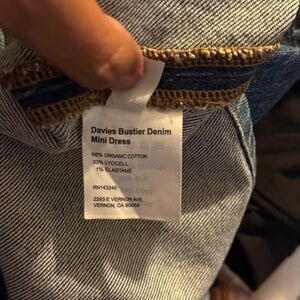 Davies Bustier Denim
Mini Dress
66% ORGANIC COTTON
33% LYOCELL
1% ELASTANE
RN143248
2263 E VERNON AVE.
VERNON, CA 90058